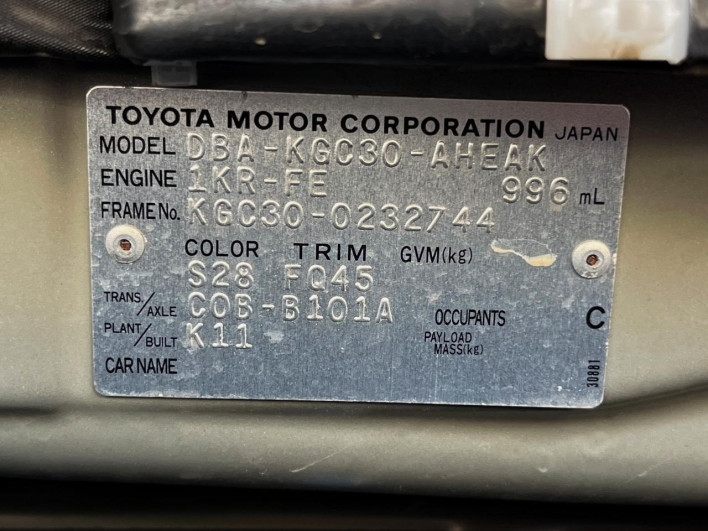 TOYOTA MOTOR CORPORATION JAPAN
MODEL DBA-KGC30-AHEAK
ENGINE 1KR-FE 996 mL
FRAME No. KGC30-0232744
COLOR TRIM GVM(kg)
S28 FQ45
TRANS./AXLE C0B-B101A OCCUPANTS C
PLANT/BUILT K11 PAYLOAD MASS(kg)
CAR NAME
30881